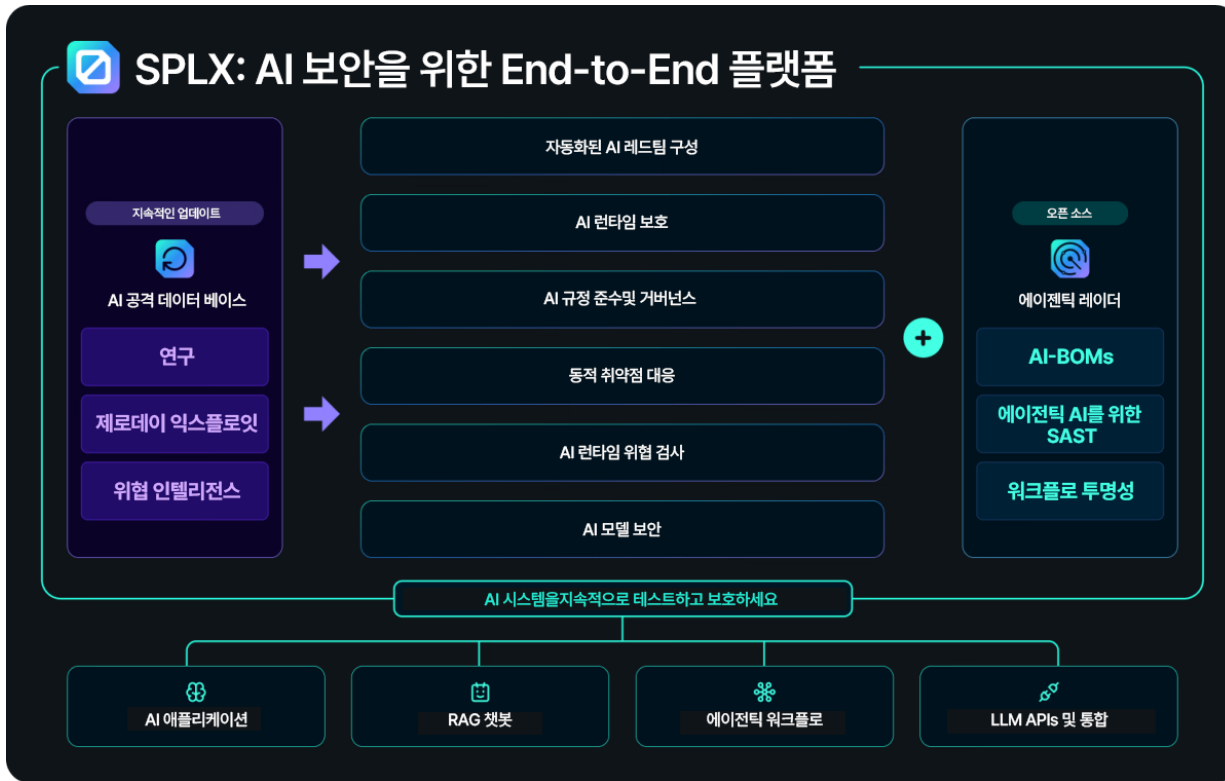 SPLX: AI 보안을 위한 End-to-End 플랫폼
지속적인 업데이트
AI 공격 데이터 베이스
연구
제로데이 익스플로잇
위협 인텔리전스
자동화된 AI 레드팀 구성
AI 런타임 보호
AI 규정 준수및 거버넌스
동적 취약점 대응
AI 런타임 위협 검사
AI 모델 보안
오픈 소스
에이젠틱 레이더
AI-BOMs
에이전틱 AI를 위한
SAST
워크플로 투명성
AI 시스템을지속적으로 테스트하고 보호하세요
AI 애플리케이션
RAG 챗봇
에이전틱 워크플로
LLM APIs 및 통합